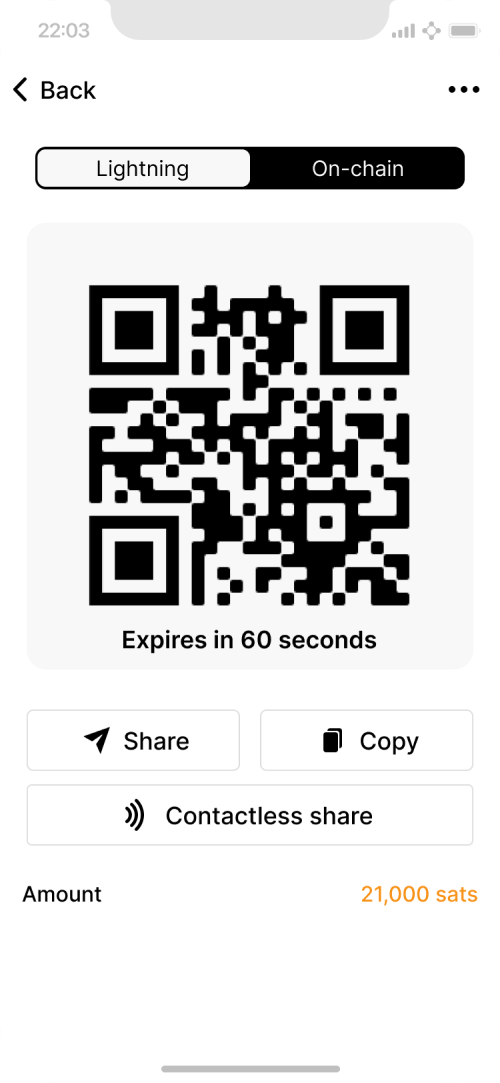 22:03
Back
Lightning
On-chain
Expires in 60 seconds
Share
Copy
Contactless share
Amount
21,000 sats